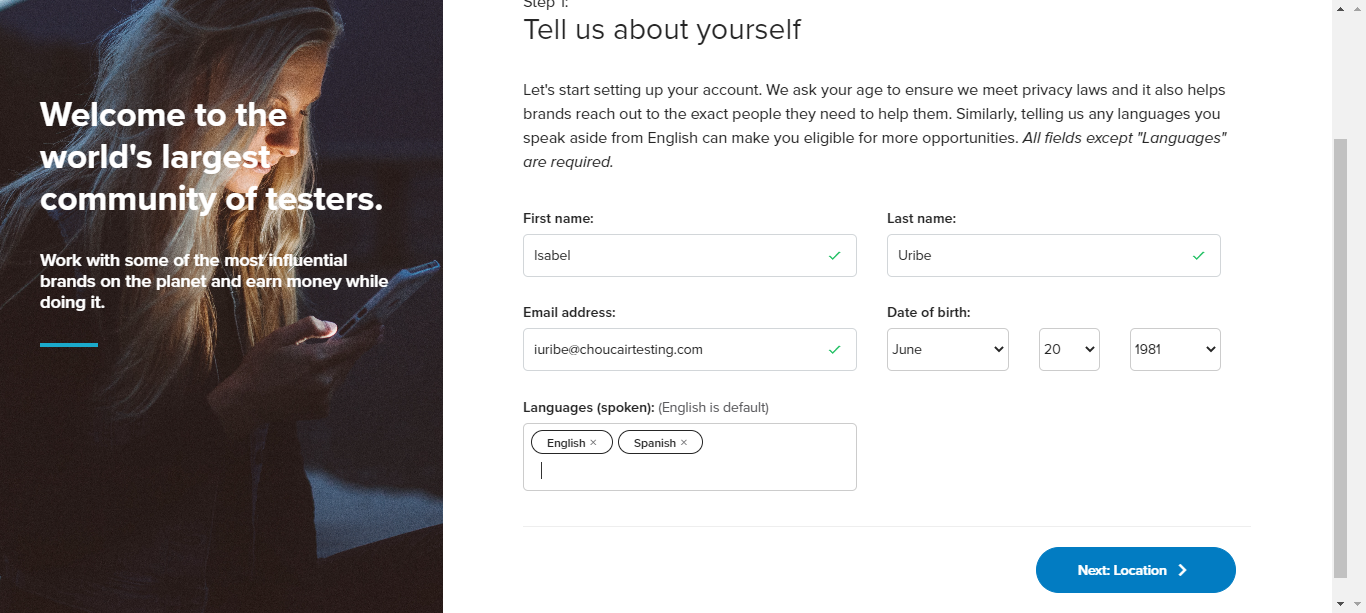 Welcome to the
world's largest
community of testers.
Work with some of the most influential
brands on the planet and earn money while
doing it.
Step 1:
Tell us about yourself
Let's start setting up your account. We ask your age to ensure we meet privacy laws and it also helps
brands reach out to the exact people they need to help them. Similarly, telling us any languages you
speak aside from English can make you eligible for more opportunities. All fields except "Languages"
are required.
First name:
Last name:
Isabel
Uribe
Email address:
Date of birth:
iuribe@choucairtesting.com
June
20
1981
Languages (spoken): (English is default)
English × Spanish ×
Next: Location